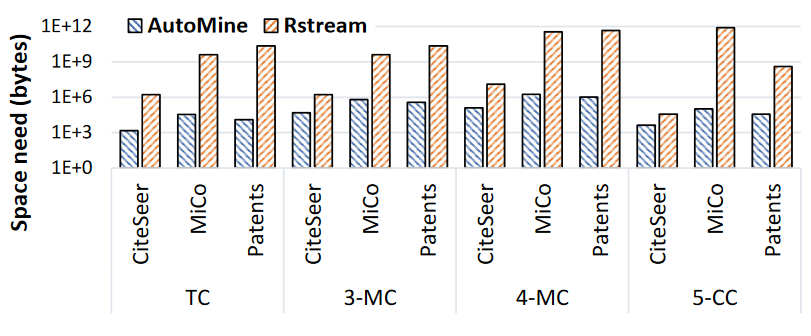 Space need (bytes)
1E+12
1E+9
1E+6
1E+3
1E+0
AutoMine Rstream
CiteSeer MiCo Patents CiteSeer MiCo Patents CiteSeer MiCo Patents CiteSeer MiCo Patents
TC 3-MC 4-MC 5-CC